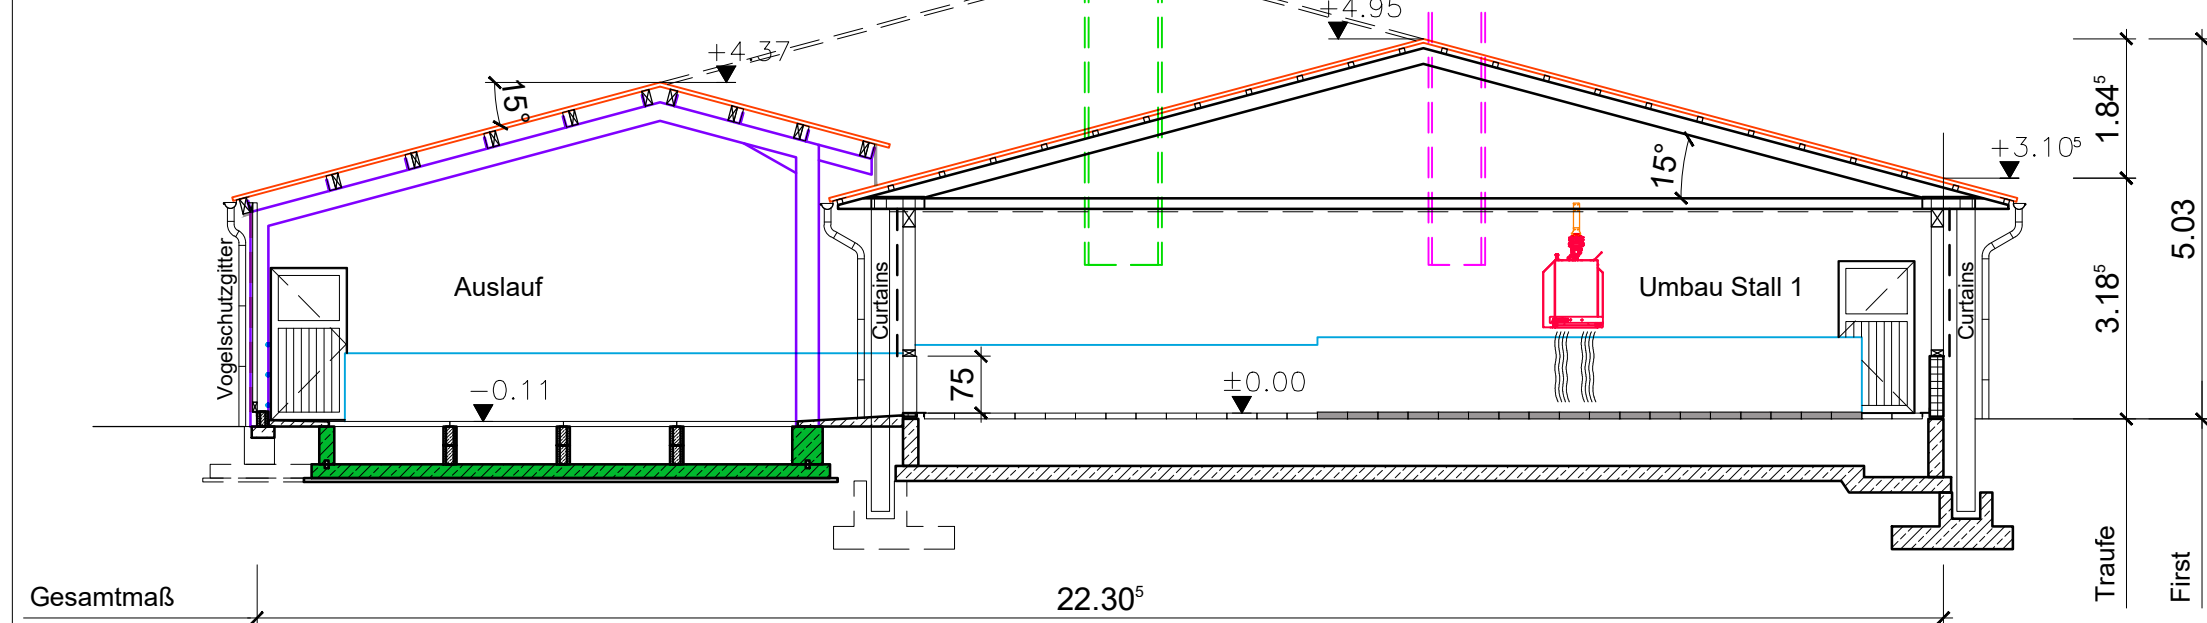 +4.95
+4.37
15°
1.84⁵
+3.10⁵
15°
5.03
Vogelschutzgitter
Auslauf
Curtains
Umbau Stall 1
Curtains
3.18⁵
75
-0.11
±0.00
Traufe
First
Gesamtmaß
22.30⁵